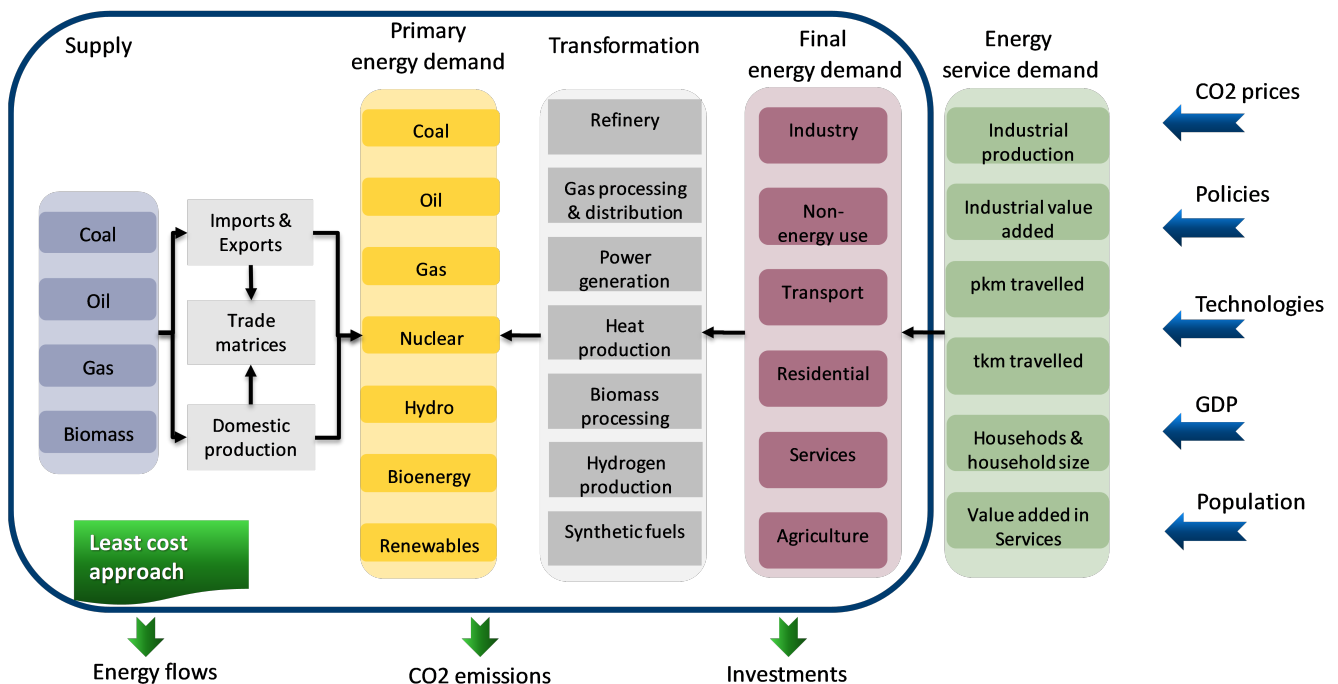 Supply
Primary
energy demand
Transformation
Final
energy demand
Energy
service demand
Coal
Oil
Gas
Biomass
Imports &
Exports
Trade
matrices
Domestic
production
Coal
Oil
Gas
Nuclear
Hydro
Bioenergy
Renewables
Refinery
Gas processing
& distribution
Power
generation
Heat
production
Biomass
processing
Hydrogen
production
Synthetic fuels
Industry
Non-
energy use
Transport
Residential
Services
Agriculture
Industrial
production
Industrial value
added
pkm travelled
tkm travelled
Househods &
household size
Value added in
Services
CO2 prices
Policies
Technologies
GDP
Population
Least cost
approach
Energy flows
CO2 emissions
Investments